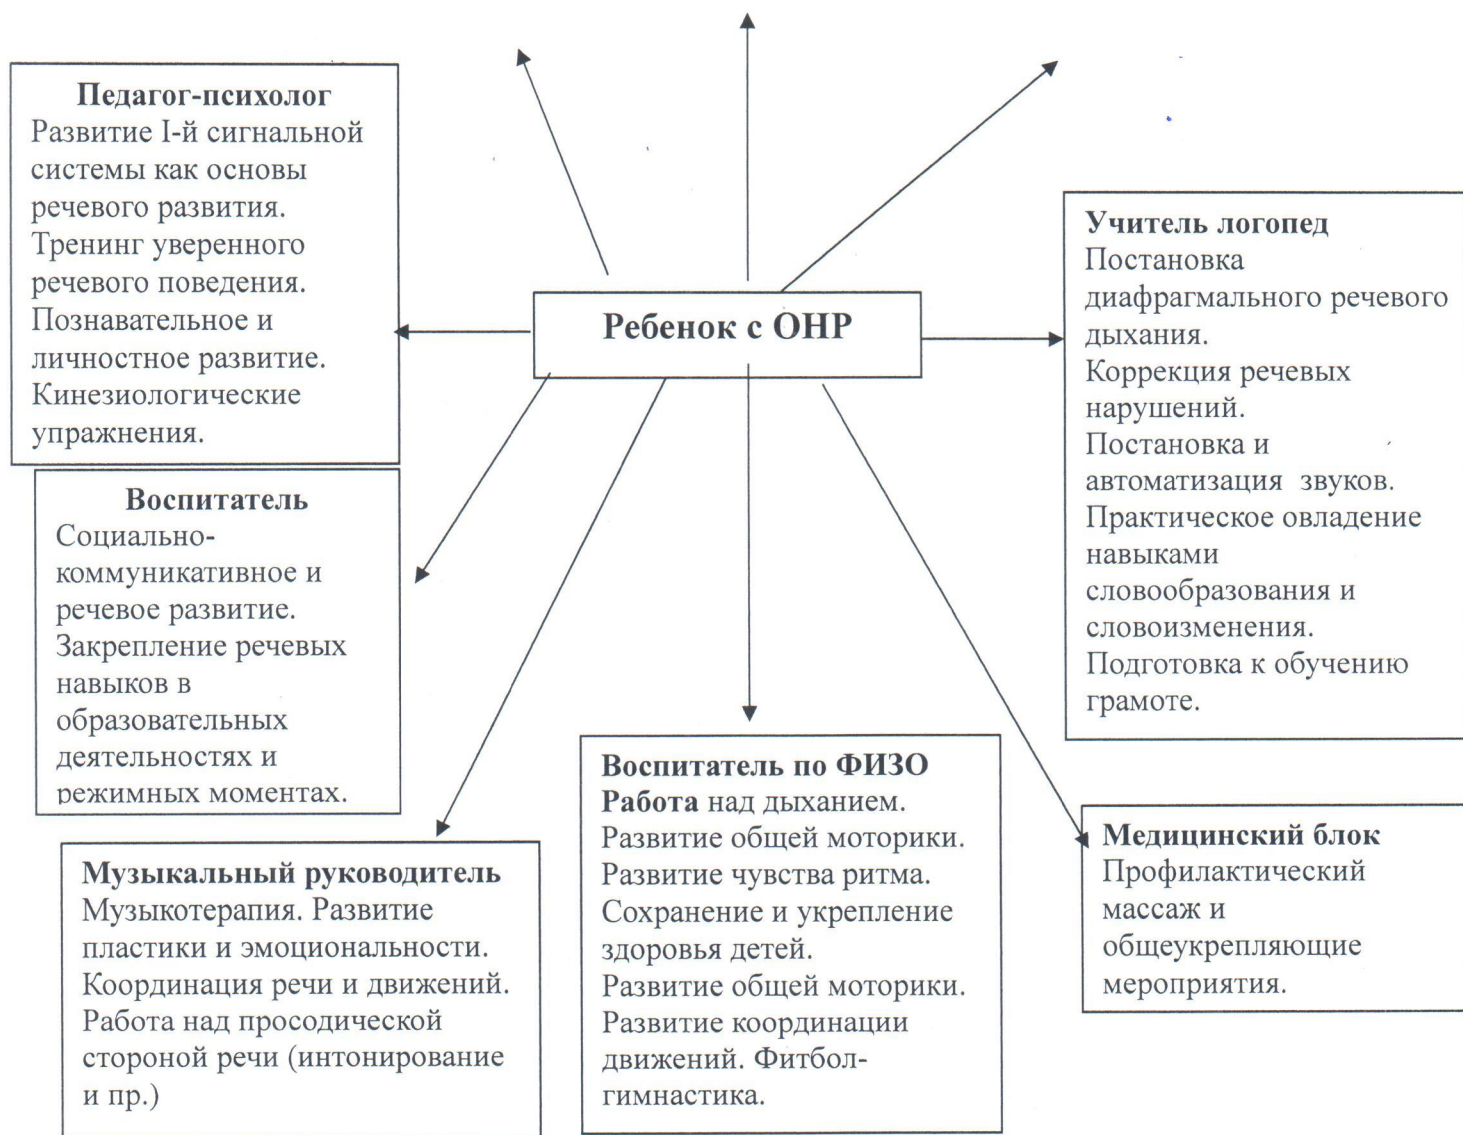 Педагог-психолог
Развитие I-й сигнальной
системы как основы
речевого развития.
Тренинг уверенного
речевого поведения.
Познавательное и
личностное развитие.
Кинезиологические
упражнения.
Ребенок с ОНР
Учитель логопед
Постановка
диафрагмального речевого
дыхания.
Коррекция речевых
нарушений.
Постановка и
автоматизация звуков.
Практическое овладение
навыками
словообразования и
словоизменения.
Подготовка к обучению
грамоте.
Воспитатель
Социально-
коммуникативное и
речевое развитие.
Закрепление речевых
навыков в
образовательных
деятельностях и
режимных моментах.
Музыкальный руководитель
Музыкотерапия. Развитие
пластики и эмоциональности.
Координация речи и движений.
Работа над просодической
стороной речи (интонирование
и пр.)
Воспитатель по ФИЗО
Работа над дыханием.
Развитие общей моторики.
Развитие чувства ритма.
Сохранение и укрепление
здоровья детей.
Развитие общей моторики.
Развитие координации
движений. Фитбол-
гимнастика.
Медицинский блок
Профилактический
массаж и
общеукрепляющие
мероприятия.